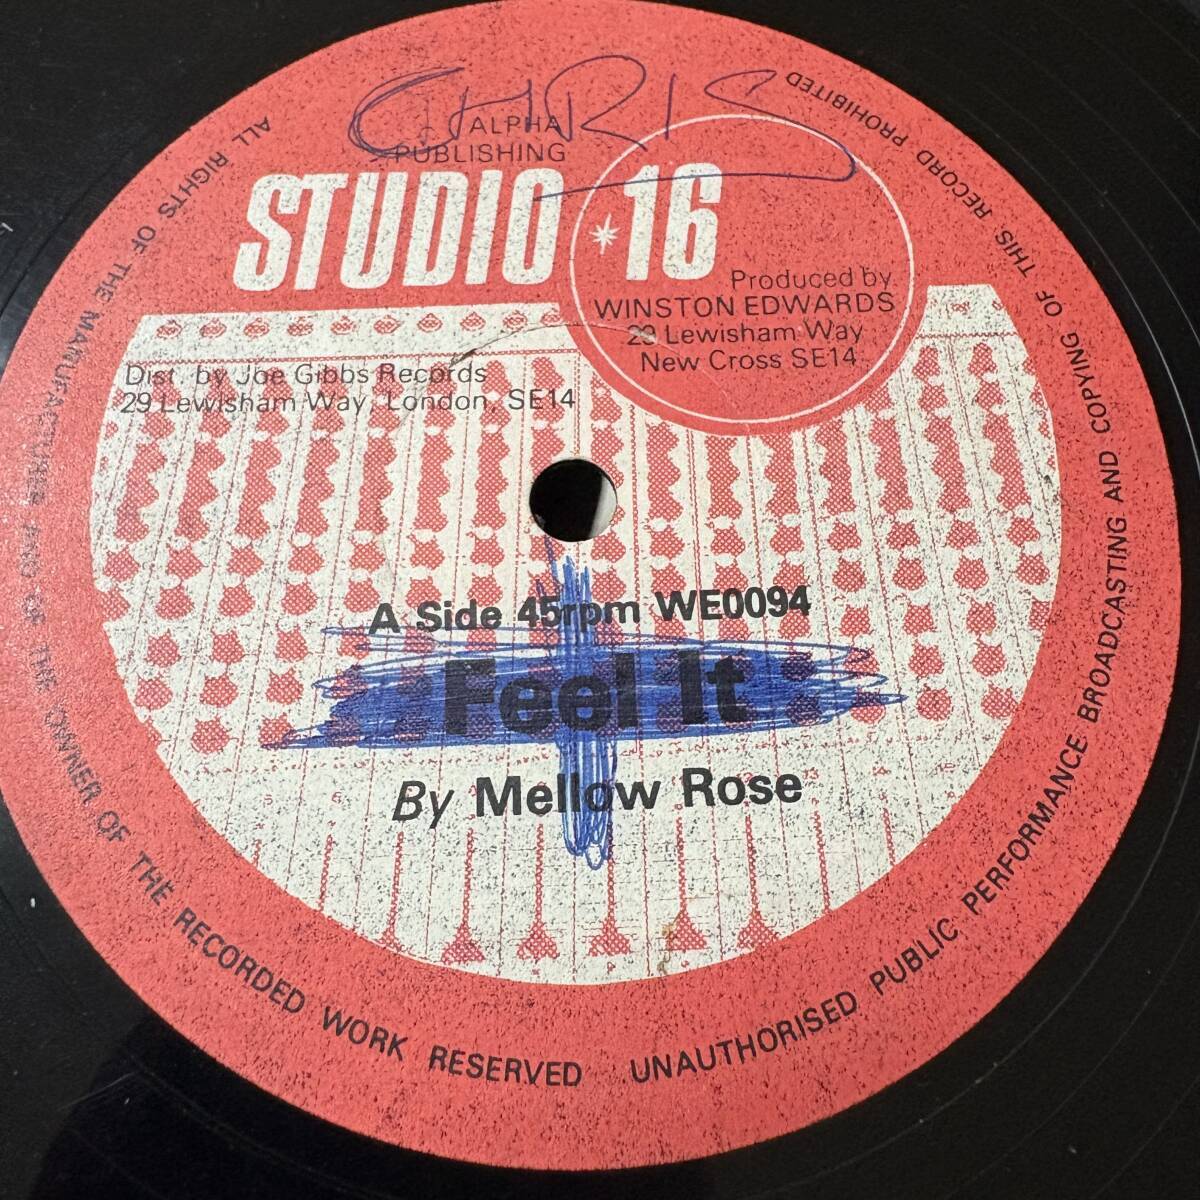 CHRIS
ALPHA
PUBLISHING
STUDIO 16
Produced by
WINSTON EDWARDS
29 Lewisham Way
New Cross SE14
Dist. by Joe Gibbs Records
29 Lewisham Way, London, SE14
A Side 45rpm WE0094
Feel It
By Mellow Rose
ALL RIGHTS OF THE MANUFACTURER AND OF THE OWNER OF THE RECORDED WORK RESERVED
UNAUTHORISED PUBLIC PERFORMANCE BROADCASTING AND COPYING OF THIS RECORD PROHIBITED